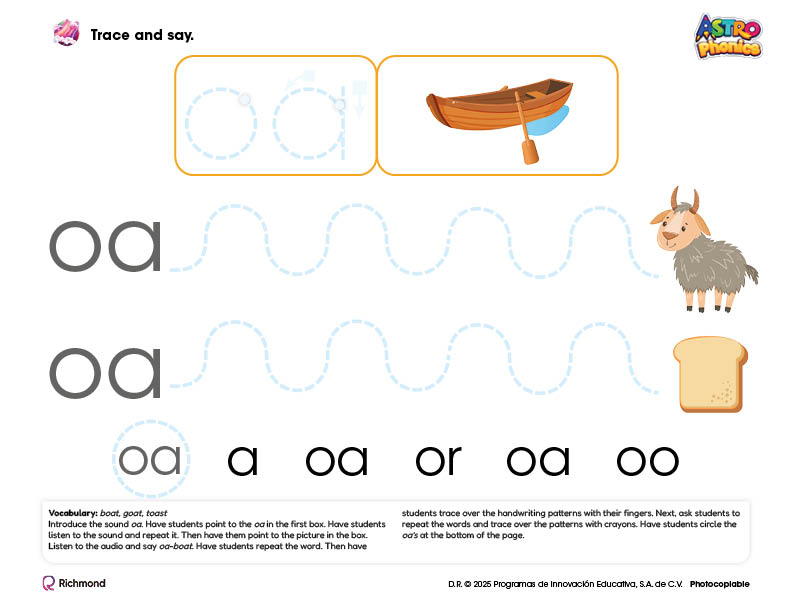 Trace and say.
ASTRO
Phonics
oa
oa
oa
oa a oa or oa oo
Vocabulary: boat, goat, toast
Introduce the sound oa. Have students point to the oa in the first box. Have students
listen to the sound and repeat it. Then have them point to the picture in the box.
Listen to the audio and say oa-boat. Have students repeat the word. Then have
students trace over the handwriting patterns with their fingers. Next, ask students to
repeat the words and trace over the patterns with crayons. Have students circle the
oa's at the bottom of the page.
Richmond
D.R. © 2025 Programas de Innovación Educativa, S.A. de C.V. Photocopiable